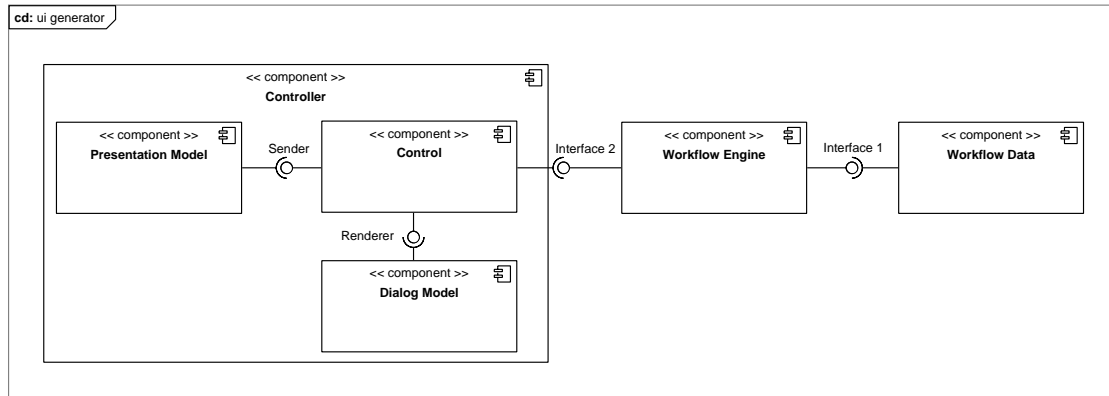 cd: ui generator
<< component >>
Controller
<< component >>
Presentation Model
Sender
<< component >>
Control
Interface 2
<< component >>
Workflow Engine
Interface 1
<< component >>
Workflow Data
Renderer
<< component >>
Dialog Model